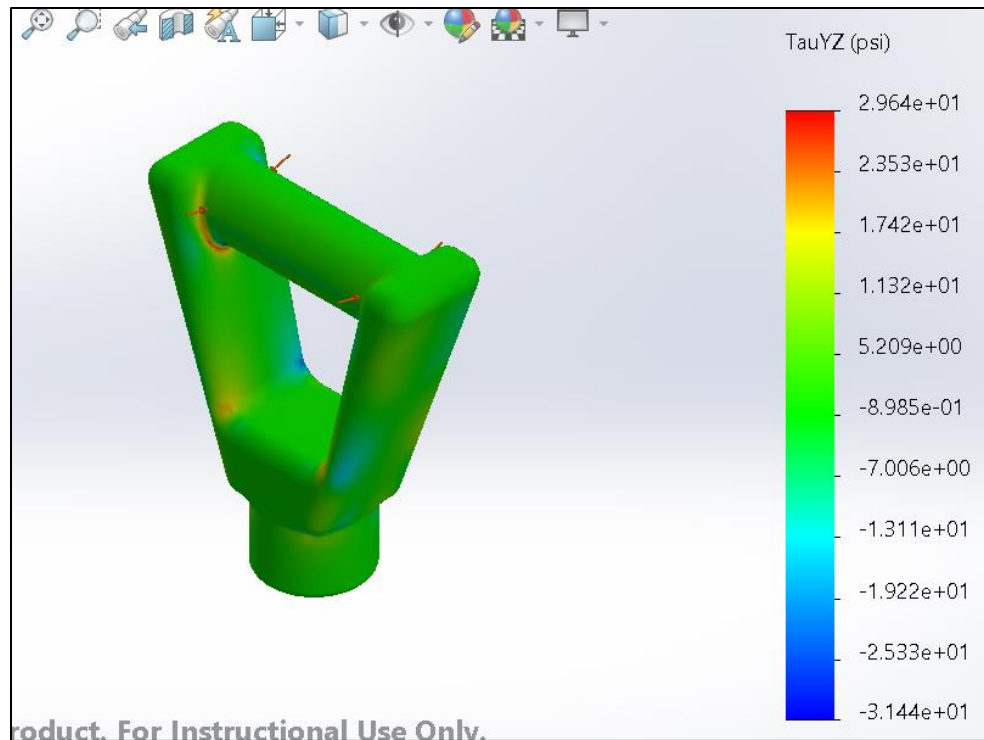 TauYZ (psi)
2.964e+01
2.353e+01
1.742e+01
1.132e+01
5.209e+00
-8.985e-01
-7.006e+00
-1.311e+01
-1.922e+01
-2.533e+01
-3.144e+01
roduct. For Instructional Use Only.